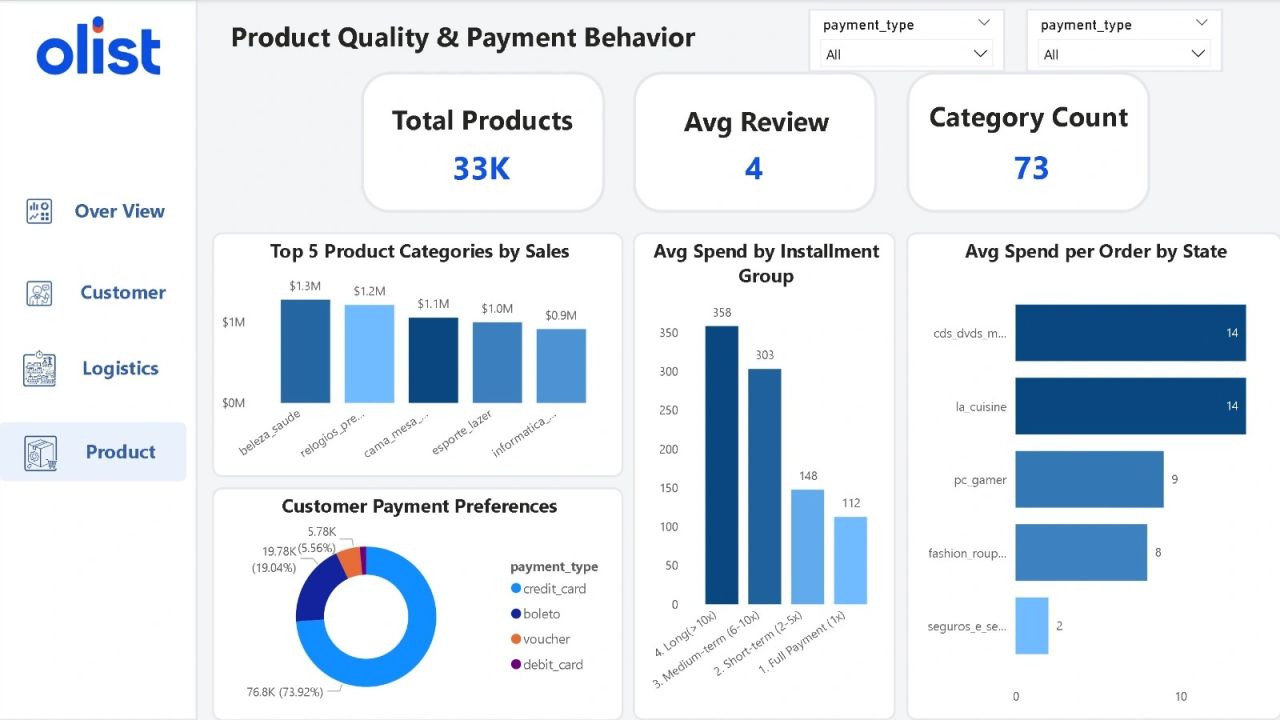 olist
Product Quality & Payment Behavior
payment_type
All
payment_type
All
Total Products
33K
Avg Review
4
Category Count
73
Over View
Customer
Logistics
Product
Top 5 Product Categories by Sales
$1M
$0M
$1.3M
$1.2M
$1.1M
$1.0M
$0.9M
beleza_saude
relogios_pre...
cama_mesa_...
esporte_lazer
informatica_...
Customer Payment Preferences
5.78K
(5.56%)
19.78K
(19.04%)
76.8K (73.92%)
payment_type
credit_card
boleto
voucher
debit_card
Avg Spend by Installment
Group
350
300
250
200
150
100
50
0
358
303
148
112
4. Long(>10x)
3. Medium-term (6-10x)
2. Short-term (2-5x)
1. Full Payment (1x)
Avg Spend per Order by State
cds_dvds_m...
14
la_cuisine
14
pc_gamer
9
fashion_roup...
8
seguros_e_se...
2
0
10